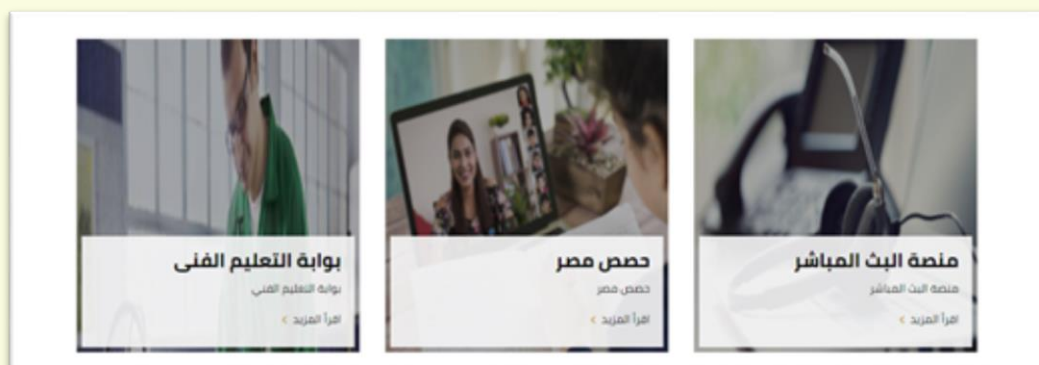 منصة البث المباشر
منصة البث المباشر
اقرأ المزيد >
حصص مصر
حصص مصر
اقرأ المزيد >
بوابة التعليم الفنى
بوابة التعليم الفني
اقرأ المزيد >